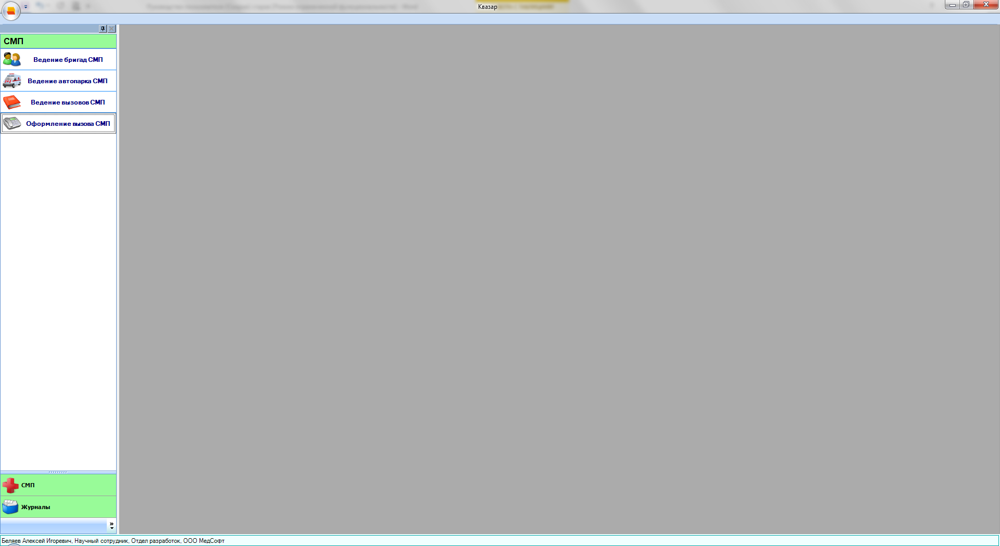 Квазар
СМП
Ведение бригад СМП
Ведение автопарка СМП
Ведение вызовов СМП
Оформление вызова СМП
СМП
Журналы
Беляев Алексей Игоревич, Научный сотрудник, Отдел разработок, ООО МедСофт